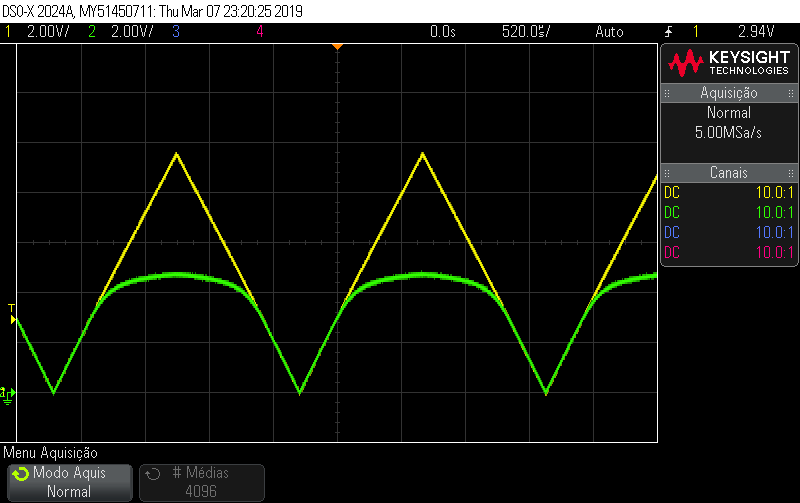 DSO-X 2024A, MY51450711: Thu Mar 07 23:20:25 2019
1 2.00V/ 2 2.00V/ 3 4 0.0s 520.0㎲/ Auto 1 2.94V
KEYSIGHT
TECHNOLOGIES
Aquisição
Normal
5.00MSa/s
Canais
DC 10.0:1
DC 10.0:1
DC 10.0:1
DC 10.0:1
T
2
Menu Aquisição
Modo Aquis
Normal
# Médias
4096